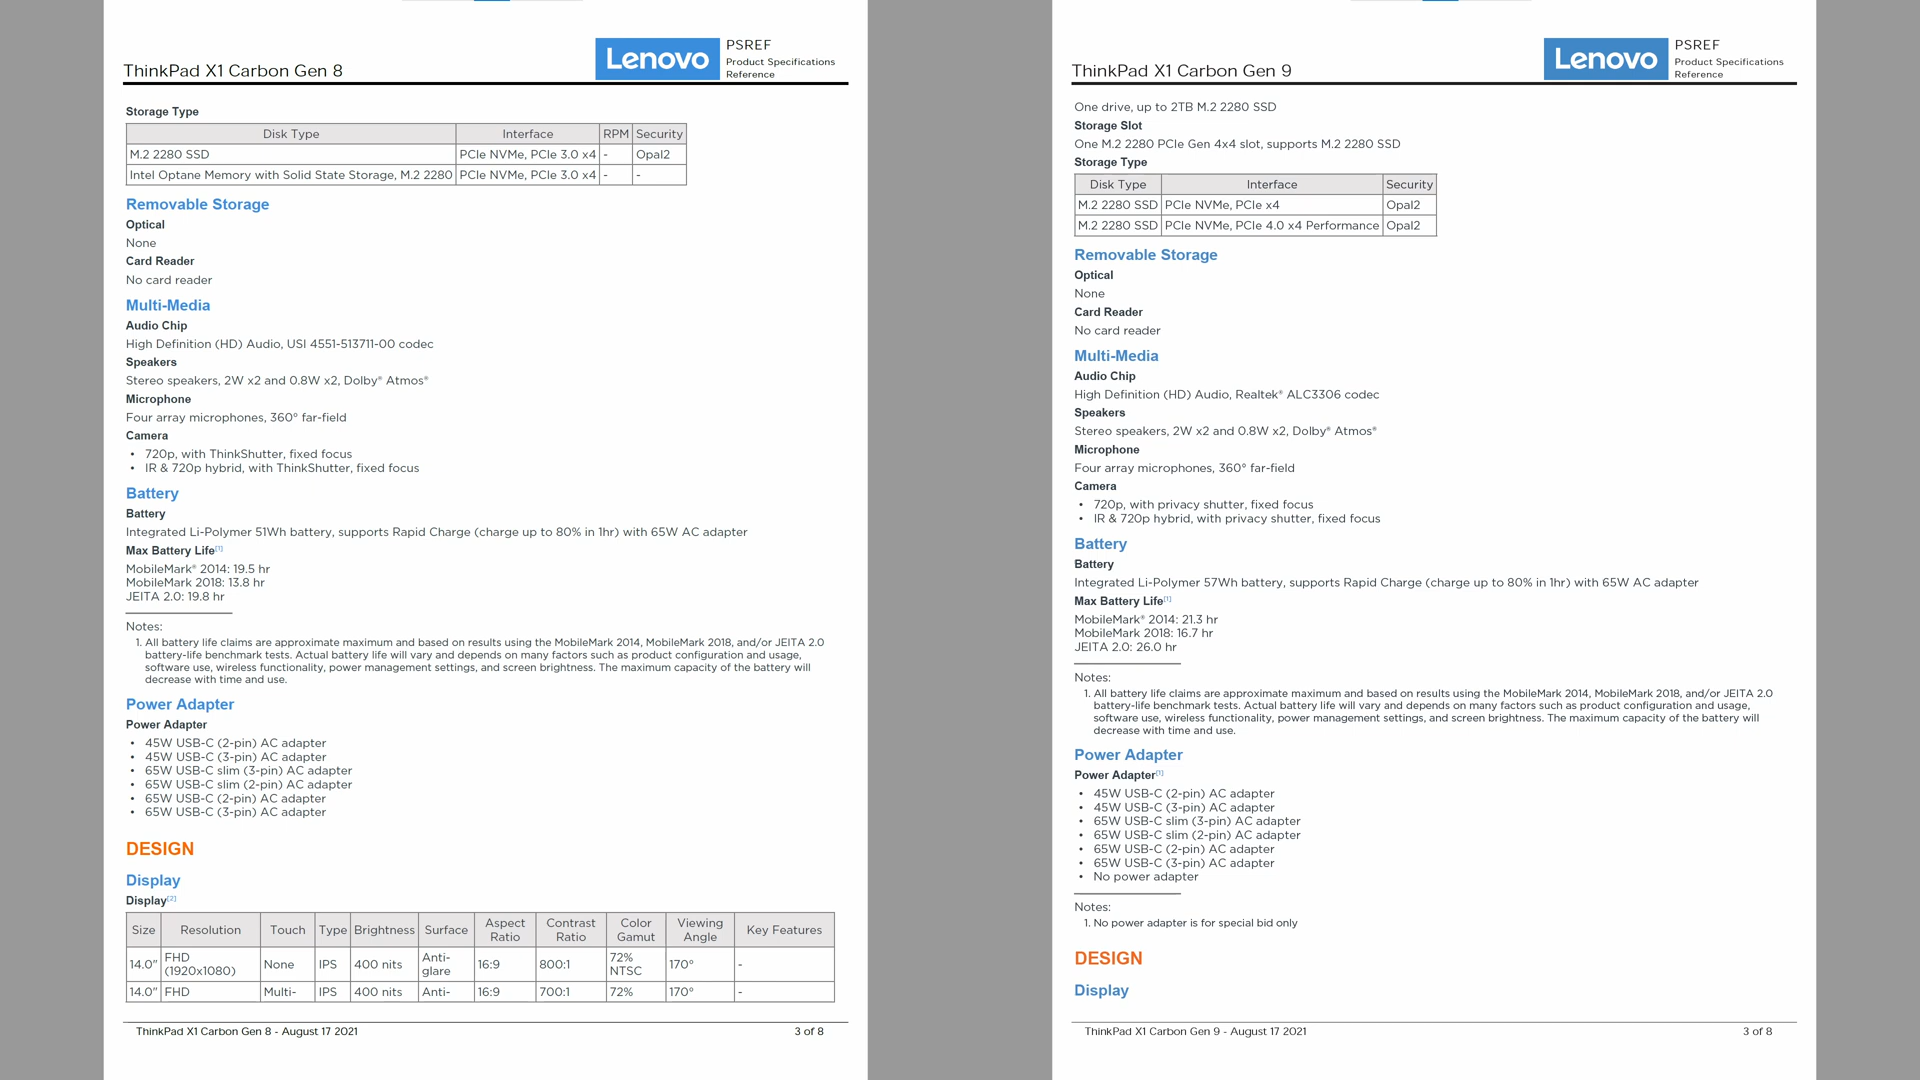 ThinkPad X1 Carbon Gen 8
Lenovo
PSREF
Product Specifications
Reference
Storage Type
Disk Type Interface RPM Security
M.2 2280 SSD PCIe NVMe, PCIe 3.0 x4 - Opal2
Intel Optane Memory with Solid State Storage, M.2 2280 PCIe NVMe, PCIe 3.0 x4 - -
Removable Storage
Optical
None
Card Reader
No card reader
Multi-Media
Audio Chip
High Definition (HD) Audio, USI 4551-513711-00 codec
Speakers
Stereo speakers, 2W x2 and 0.8W x2, Dolby® Atmos®
Microphone
Four array microphones, 360° far-field
Camera
• 720p, with ThinkShutter, fixed focus
• IR & 720p hybrid, with ThinkShutter, fixed focus
Battery
Battery
Integrated Li-Polymer 51Wh battery, supports Rapid Charge (charge up to 80% in 1hr) with 65W AC adapter
Max Battery Life[1]
MobileMark® 2014: 19.5 hr
MobileMark 2018: 13.8 hr
JEITA 2.0: 19.8 hr
Notes:
1. All battery life claims are approximate maximum and based on results using the MobileMark 2014, MobileMark 2018, and/or JEITA 2.0
battery-life benchmark tests. Actual battery life will vary and depends on many factors such as product configuration and usage,
software use, wireless functionality, power management settings, and screen brightness. The maximum capacity of the battery will
decrease with time and use.
Power Adapter
Power Adapter
• 45W USB-C (2-pin) AC adapter
• 45W USB-C (3-pin) AC adapter
• 65W USB-C slim (3-pin) AC adapter
• 65W USB-C slim (2-pin) AC adapter
• 65W USB-C (2-pin) AC adapter
• 65W USB-C (3-pin) AC adapter
DESIGN
Display
Display[2]
Size Resolution Touch Type Brightness Surface Aspect Ratio Contrast Ratio Color Gamut Viewing Angle Key Features
14.0" FHD (1920x1080) None IPS 400 nits Anti-glare 16:9 800:1 72% NTSC 170° -
14.0" FHD Multi- IPS 400 nits Anti- 16:9 700:1 72% 170° -
ThinkPad X1 Carbon Gen 8 - August 17 2021 3 of 8
ThinkPad X1 Carbon Gen 9
Lenovo
PSREF
Product Specifications
Reference
One drive, up to 2TB M.2 2280 SSD
Storage Slot
One M.2 2280 PCIe Gen 4x4 slot, supports M.2 2280 SSD
Storage Type
Disk Type Interface Security
M.2 2280 SSD PCIe NVMe, PCIe x4 Opal2
M.2 2280 SSD PCIe NVMe, PCIe 4.0 x4 Performance Opal2
Removable Storage
Optical
None
Card Reader
No card reader
Multi-Media
Audio Chip
High Definition (HD) Audio, Realtek® ALC3306 codec
Speakers
Stereo speakers, 2W x2 and 0.8W x2, Dolby® Atmos®
Microphone
Four array microphones, 360° far-field
Camera
• 720p, with privacy shutter, fixed focus
• IR & 720p hybrid, with privacy shutter, fixed focus
Battery
Battery
Integrated Li-Polymer 57Wh battery, supports Rapid Charge (charge up to 80% in 1hr) with 65W AC adapter
Max Battery Life[1]
MobileMark® 2014: 21.3 hr
MobileMark 2018: 16.7 hr
JEITA 2.0: 26.0 hr
Notes:
1. All battery life claims are approximate maximum and based on results using the MobileMark 2014, MobileMark 2018, and/or JEITA 2.0
battery-life benchmark tests. Actual battery life will vary and depends on many factors such as product configuration and usage,
software use, wireless functionality, power management settings, and screen brightness. The maximum capacity of the battery will
decrease with time and use.
Power Adapter
Power Adapter[1]
• 45W USB-C (2-pin) AC adapter
• 45W USB-C (3-pin) AC adapter
• 65W USB-C slim (3-pin) AC adapter
• 65W USB-C slim (2-pin) AC adapter
• 65W USB-C (2-pin) AC adapter
• 65W USB-C (3-pin) AC adapter
• No power adapter
Notes:
1. No power adapter is for special bid only
DESIGN
Display
ThinkPad X1 Carbon Gen 9 - August 17 2021 3 of 8